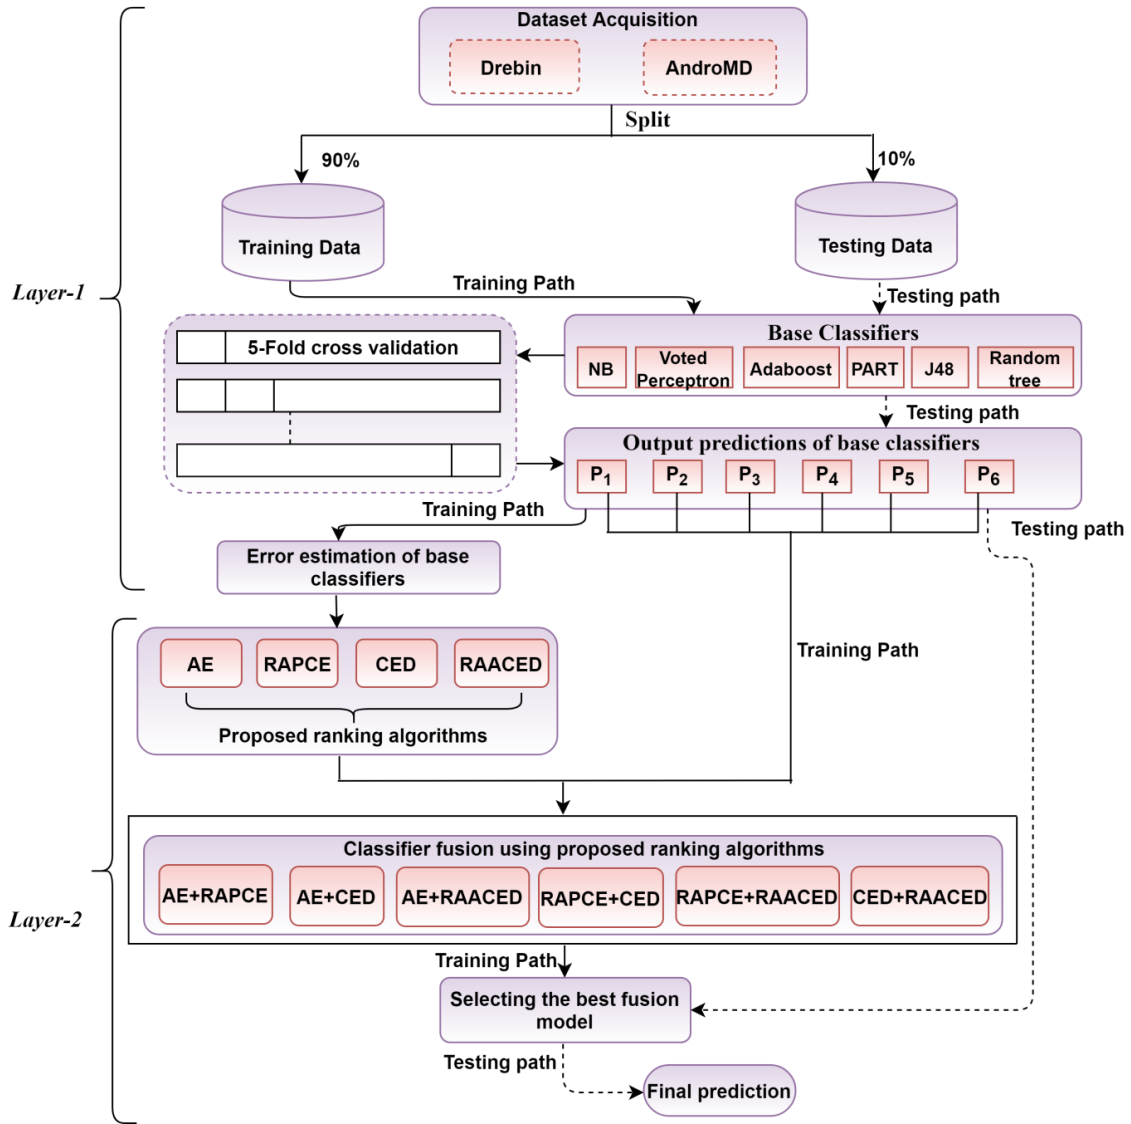 Dataset Acquisition
Drebin
AndroMD
Split
90%
10%
Training Data
Testing Data
Layer-1
Training Path
Testing path
Base Classifiers
5-Fold cross validation
NB
Voted
Perceptron
Adaboost
PART
J48
Random
tree
Testing path
Output predictions of base classifiers
P1
P2
P3
P4
P5
P6
Training Path
Testing path
Error estimation of base
classifiers
AE
RAPCE
CED
RAACED
Training Path
Proposed ranking algorithms
Layer-2
Classifier fusion using proposed ranking algorithms
AE+RAPCE
AE+CED
AE+RAACED
RAPCE+CED
RAPCE+RAACED
CED+RAACED
Training Path
Selecting the best fusion
model
Testing path
Final prediction